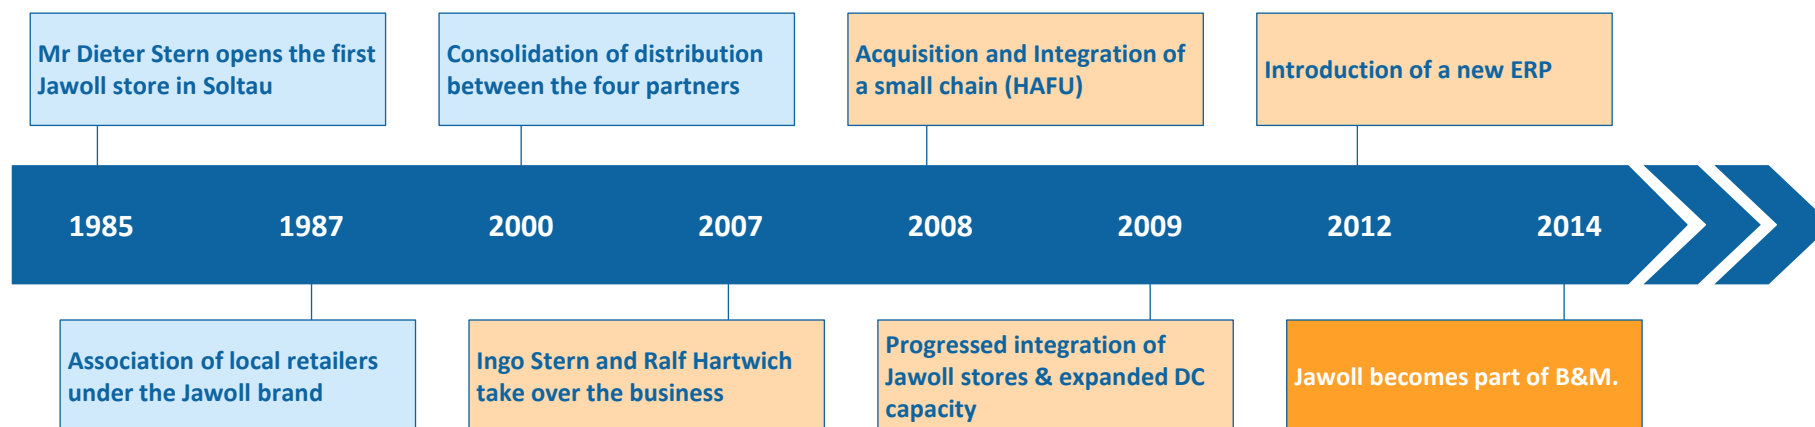 Mr Dieter Stern opens the first
Jawoll store in Soltau
Consolidation of distribution
between the four partners
Acquisition and Integration of
a small chain (HAFU)
Introduction of a new ERP
1985
1987
2000
2007
2008
2009
2012
2014
Association of local retailers
under the Jawoll brand
Ingo Stern and Ralf Hartwich
take over the business
Progressed integration of
Jawoll stores & expanded DC
capacity
Jawoll becomes part of B&M.